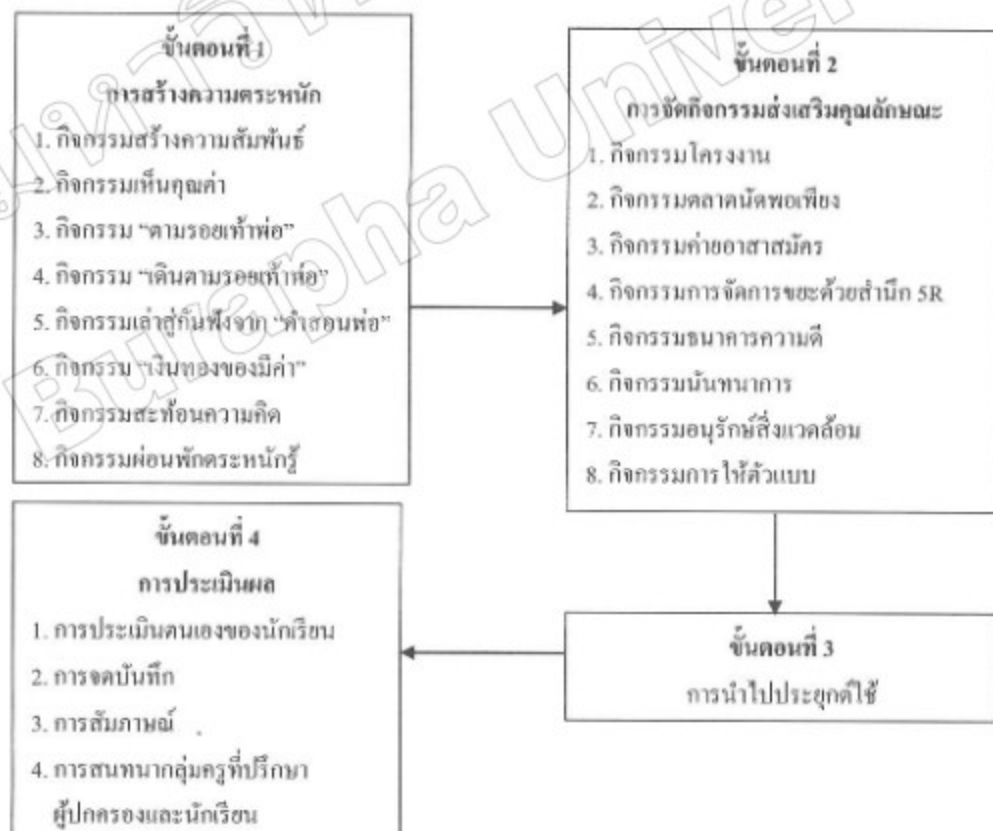 ขั้นตอนที่ 1
การสร้างความตระหนัก
1. กิจกรรมสร้างความสัมพันธ์
2. กิจกรรมเห็นคุณค่า
3. กิจกรรม “ตามรอยเท้าพ่อ”
4. กิจกรรม “เดินตามรอยเท้าพ่อ”
5. กิจกรรมเล่าสู่กันฟังจาก “คำสอนพ่อ”
6. กิจกรรม “เงินทองของมีค่า”
7. กิจกรรมสะท้อนความคิด
8. กิจกรรมผ่อนพักตระหนักรู้
ขั้นตอนที่ 2
การจัดกิจกรรมส่งเสริมคุณลักษณะ
1. กิจกรรมโครงงาน
2. กิจกรรมตลาดนัดพอเพียง
3. กิจกรรมค่ายอาสาสมัคร
4. กิจกรรมการจัดการขยะด้วยสำนึก 5R
5. กิจกรรมธนาคารความดี
6. กิจกรรมนันทนาการ
7. กิจกรรมอนุรักษ์สิ่งแวดล้อม
8. กิจกรรมการให้ตัวแบบ
ขั้นตอนที่ 3
การนำไปประยุกต์ใช้
ขั้นตอนที่ 4
การประเมินผล
1. การประเมินตนเองของนักเรียน
2. การจดบันทึก
3. การสัมภาษณ์
4. การสนทนากลุ่มครูที่ปรึกษา
ผู้ปกครองและนักเรียน
Burapha Univer